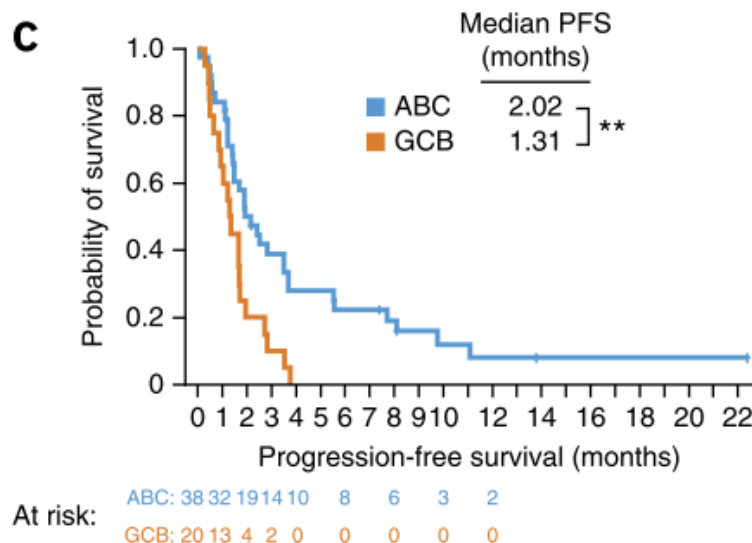 C
Median PFS
(months)
ABC 2.02
GCB 1.31
**
Probability of survival
1.0
0.8
0.6
0.4
0.2
0
0 1 2 3 4 5 6 7 8 9 10 12 14 16 18 20 22
Progression-free survival (months)
At risk:
ABC: 38 32 19 14 10 8 6 3 2
GCB: 20 13 4 2 0 0 0 0 0